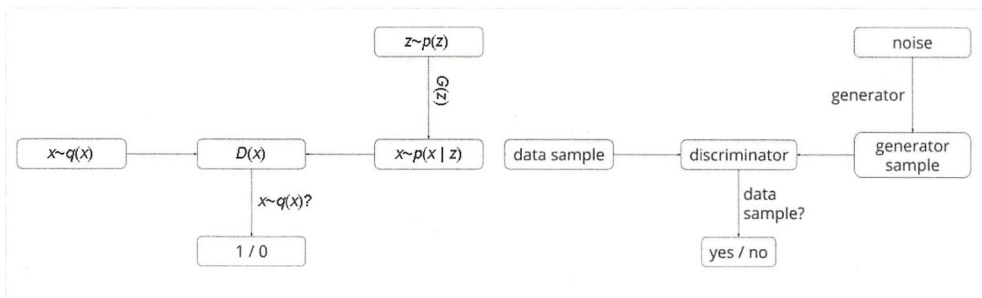 z~p(z)
G(z)
x~q(x)
D(x)
x~p(x | z)
x~q(x)?
1 / 0
noise
generator
data sample
discriminator
generator
sample
data
sample?
yes / no